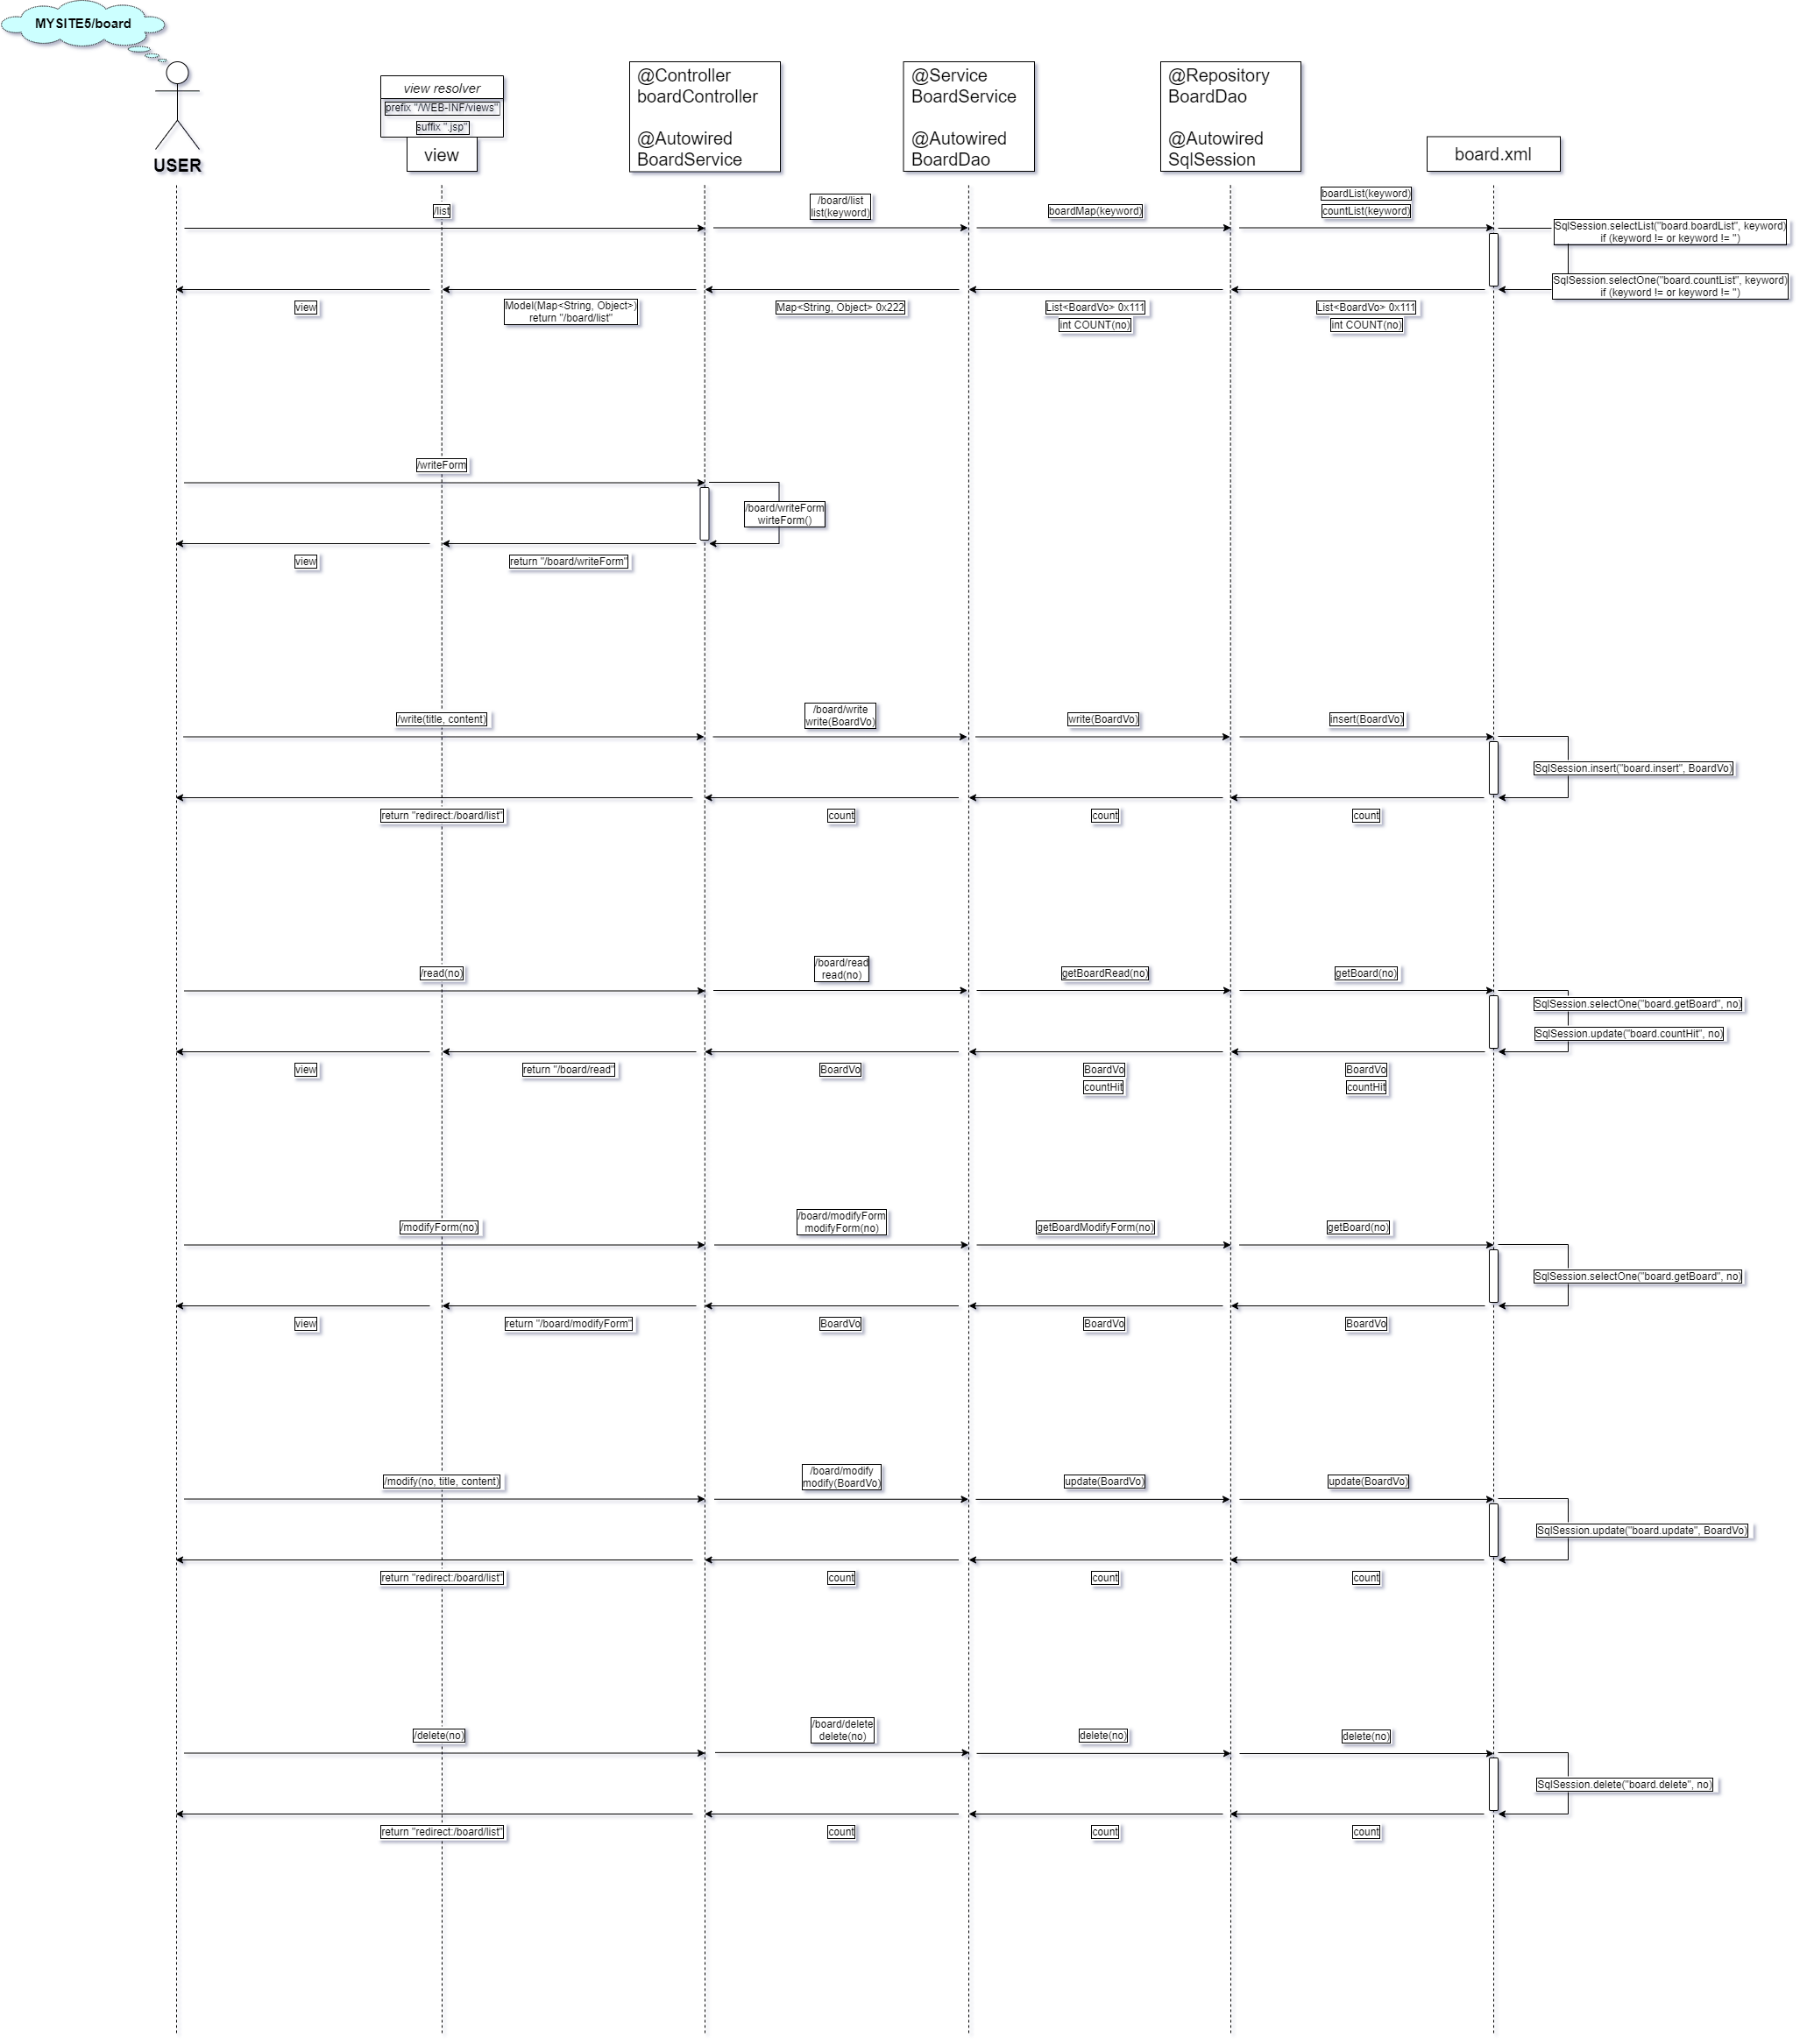 MYSITE5/board
USER
view resolver
prefix "/WEB-INF/views"
suffix ".jsp"
view
@Controller
boardController
@Autowired
BoardService
@Service
BoardService
@Autowired
BoardDao
@Repository
BoardDao
@Autowired
SqlSession
board.xml
/list
/board/list
list(keyword)
boardMap(keyword)
boardList(keyword)
countList(keyword)
SqlSession.selectList("board.boardList", keyword)
if (keyword != or keyword != '')
SqlSession.selectOne("board.countList", keyword)
if (keyword != or keyword != '')
view
Model(Map<String, Object>)
return "/board/list"
Map<String, Object> 0x222
List<BoardVo> 0x111
int COUNT(no)
List<BoardVo> 0x111
int COUNT(no)
/writeForm
/board/writeForm
wirteForm()
view
return "/board/writeForm"
/write(title, content)
/board/write
write(BoardVo)
write(BoardVo)
insert(BoardVo)
SqlSession.insert("board.insert", BoardVo)
return "redirect:/board/list"
count
count
count
/read(no)
/board/read
read(no)
getBoardRead(no)
getBoard(no)
SqlSession.selectOne("board.getBoard", no)
SqlSession.update("board.countHit", no)
view
return "/board/read"
BoardVo
BoardVo
countHit
BoardVo
countHit
/modifyForm(no)
/board/modifyForm
modifyForm(no)
getBoardModifyForm(no)
getBoard(no)
SqlSession.selectOne("board.getBoard", no)
view
return "/board/modifyForm"
BoardVo
BoardVo
BoardVo
/modify(no, title, content)
/board/modify
modify(BoardVo)
update(BoardVo)
update(BoardVo)
SqlSession.update("board.update", BoardVo)
return "redirect:/board/list"
count
count
count
/delete(no)
/board/delete
delete(no)
delete(no)
delete(no)
SqlSession.delete("board.delete", no)
return "redirect:/board/list"
count
count
count